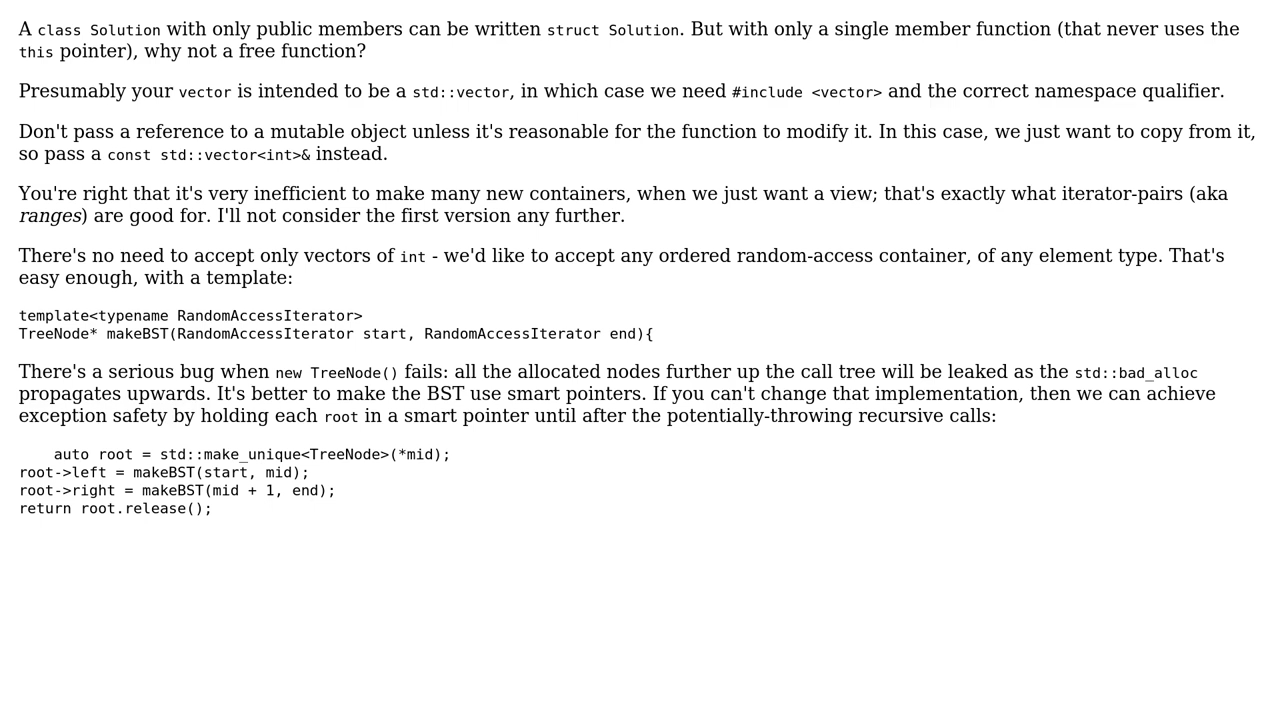 A class Solution with only public members can be written struct Solution. But with only a single member function (that never uses the
this pointer), why not a free function?
Presumably your vector is intended to be a std::vector, in which case we need #include <vector> and the correct namespace qualifier.
Don't pass a reference to a mutable object unless it's reasonable for the function to modify it. In this case, we just want to copy from it,
so pass a const std::vector<int>& instead.
You're right that it's very inefficient to make many new containers, when we just want a view; that's exactly what iterator-pairs (aka
ranges) are good for. I'll not consider the first version any further.
There's no need to accept only vectors of int - we'd like to accept any ordered random-access container, of any element type. That's
easy enough, with a template:
template<typename RandomAccessIterator>
TreeNode* makeBST(RandomAccessIterator start, RandomAccessIterator end){
There's a serious bug when new TreeNode() fails: all the allocated nodes further up the call tree will be leaked as the std::bad_alloc
propagates upwards. It's better to make the BST use smart pointers. If you can't change that implementation, then we can achieve
exception safety by holding each root in a smart pointer until after the potentially-throwing recursive calls:
    auto root = std::make_unique<TreeNode>(*mid);
root->left = makeBST(start, mid);
root->right = makeBST(mid + 1, end);
return root.release();